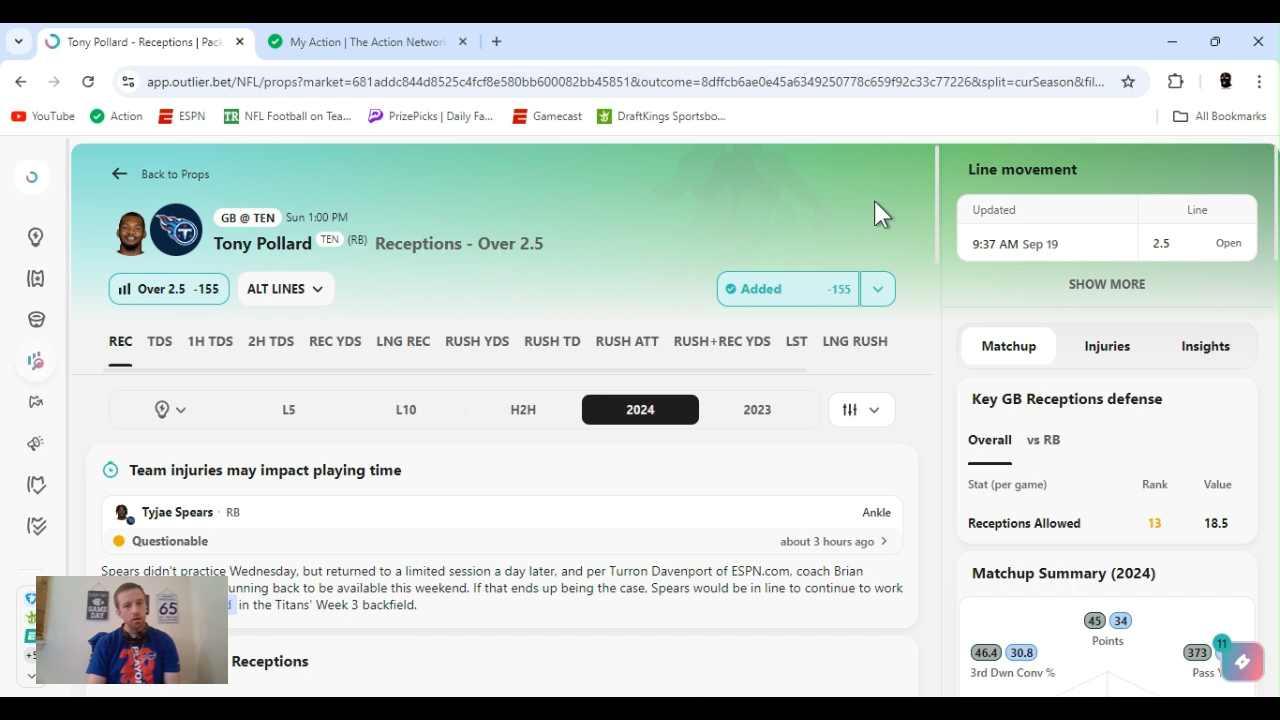 Tony Pollard - Receptions | Pack
My Action | The Action Network
app.outlier.bet/NFL/props?market=681addc844d8525c4fcf8e580bb600082bb45851&outcome=8dffcb6ae0e45a6349250778c659f92c33c77226&split=curSeason&fil...
YouTube
Action
ESPN
NFL Football on Tea...
PrizePicks | Daily Fa...
Gamecast
DraftKings Sportsbo...
All Bookmarks
Back to Props
GB @ TEN Sun 1:00 PM
Tony Pollard TEN (RB) Receptions - Over 2.5
Over 2.5 -155
ALT LINES
Added -155
REC TDS 1H TDS 2H TDS REC YDS LNG REC RUSH YDS RUSH TD RUSH ATT RUSH+REC YDS LST LNG RUSH
L5 L10 H2H 2024 2023
Team injuries may impact playing time
Tyjae Spears · RB
Ankle
Questionable
about 3 hours ago
Spears didn't practice Wednesday, but returned to a limited session a day later, and per Turron Davenport of ESPN.com, coach Brian
unning back to be available this weekend. If that ends up being the case, Spears would be in line to continue to work
d in the Titans' Week 3 backfield.
Receptions
GAME DAY
65
Line movement
Updated Line
9:37 AM Sep 19 2.5 Open
SHOW MORE
Matchup Injuries Insights
Key GB Receptions defense
Overall vs RB
Stat (per game) Rank Value
Receptions Allowed 13 18.5
Matchup Summary (2024)
45 34
Points
46.4 30.8
3rd Dwn Conv %
373
Pass
11